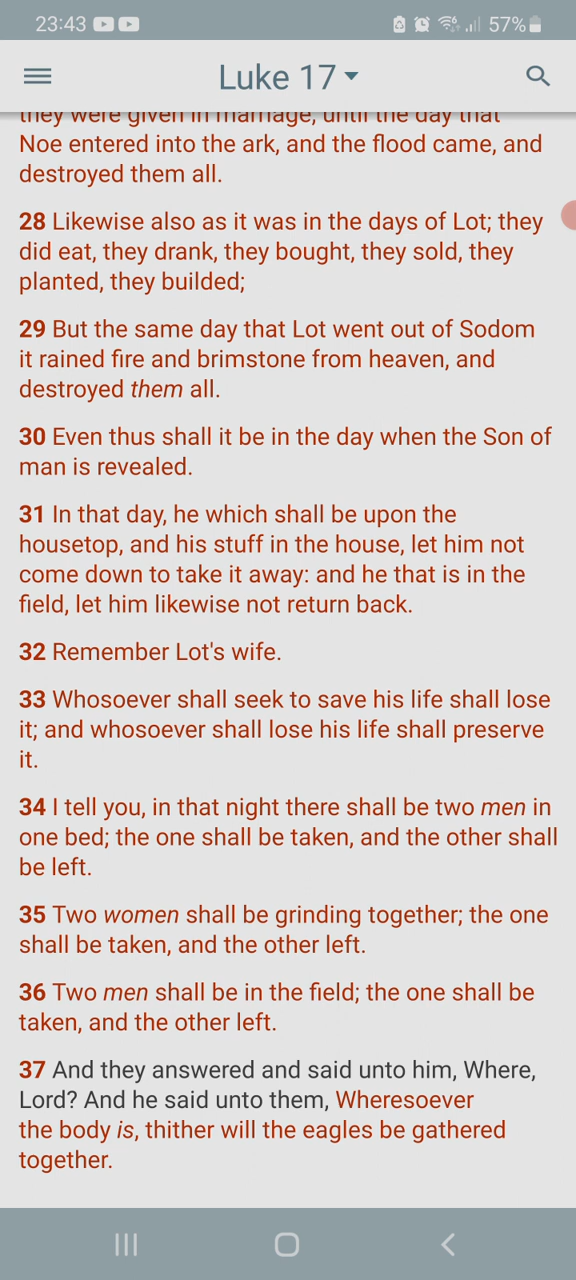 23:43
57%
Luke 17
they were given in marriage, until the day that
Noe entered into the ark, and the flood came, and
destroyed them all.
28 Likewise also as it was in the days of Lot; they
did eat, they drank, they bought, they sold, they
planted, they builded;
29 But the same day that Lot went out of Sodom
it rained fire and brimstone from heaven, and
destroyed them all.
30 Even thus shall it be in the day when the Son of
man is revealed.
31 In that day, he which shall be upon the
housetop, and his stuff in the house, let him not
come down to take it away: and he that is in the
field, let him likewise not return back.
32 Remember Lot's wife.
33 Whosoever shall seek to save his life shall lose
it; and whosoever shall lose his life shall preserve
it.
34 I tell you, in that night there shall be two men in
one bed; the one shall be taken, and the other shall
be left.
35 Two women shall be grinding together; the one
shall be taken, and the other left.
36 Two men shall be in the field; the one shall be
taken, and the other left.
37 And they answered and said unto him, Where,
Lord? And he said unto them, Wheresoever
the body is, thither will the eagles be gathered
together.